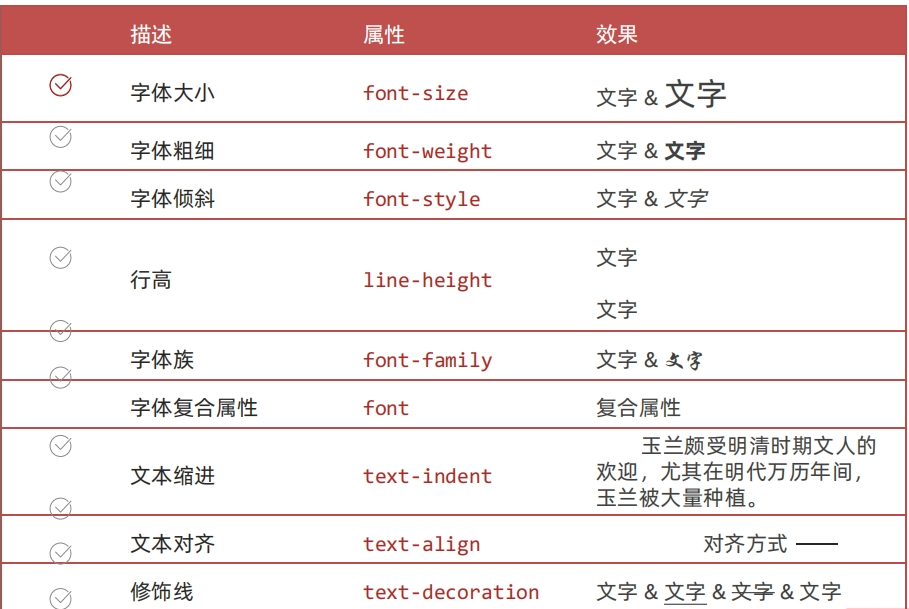 描述 属性 效果
字体大小 font-size 文字 & 文字
字体粗细 font-weight 文字 & 文字
字体倾斜 font-style 文字 & 文字
行高 line-height 文字
文字
字体族 font-family 文字 & 文字
字体复合属性 font 复合属性
文本缩进 text-indent 玉兰颇受明清时期文人的
欢迎，尤其在明代万历年间，
玉兰被大量种植。
文本对齐 text-align 对齐方式
修饰线 text-decoration 文字 & 文字 & 文字 & 文字